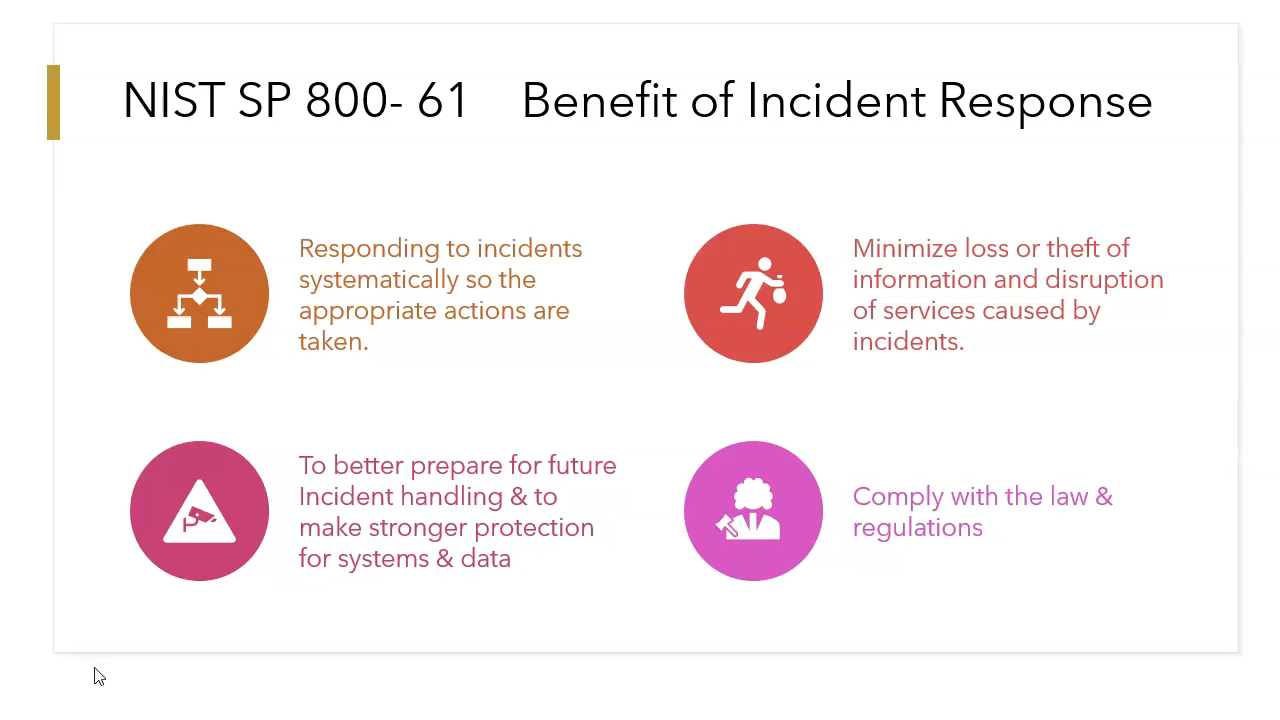 NIST SP 800- 61 Benefit of Incident Response
Responding to incidents
systematically so the
appropriate actions are
taken.
Minimize loss or theft of
information and disruption
of services caused by
incidents.
To better prepare for future
Incident handling & to
make stronger protection
for systems & data
Comply with the law &
regulations